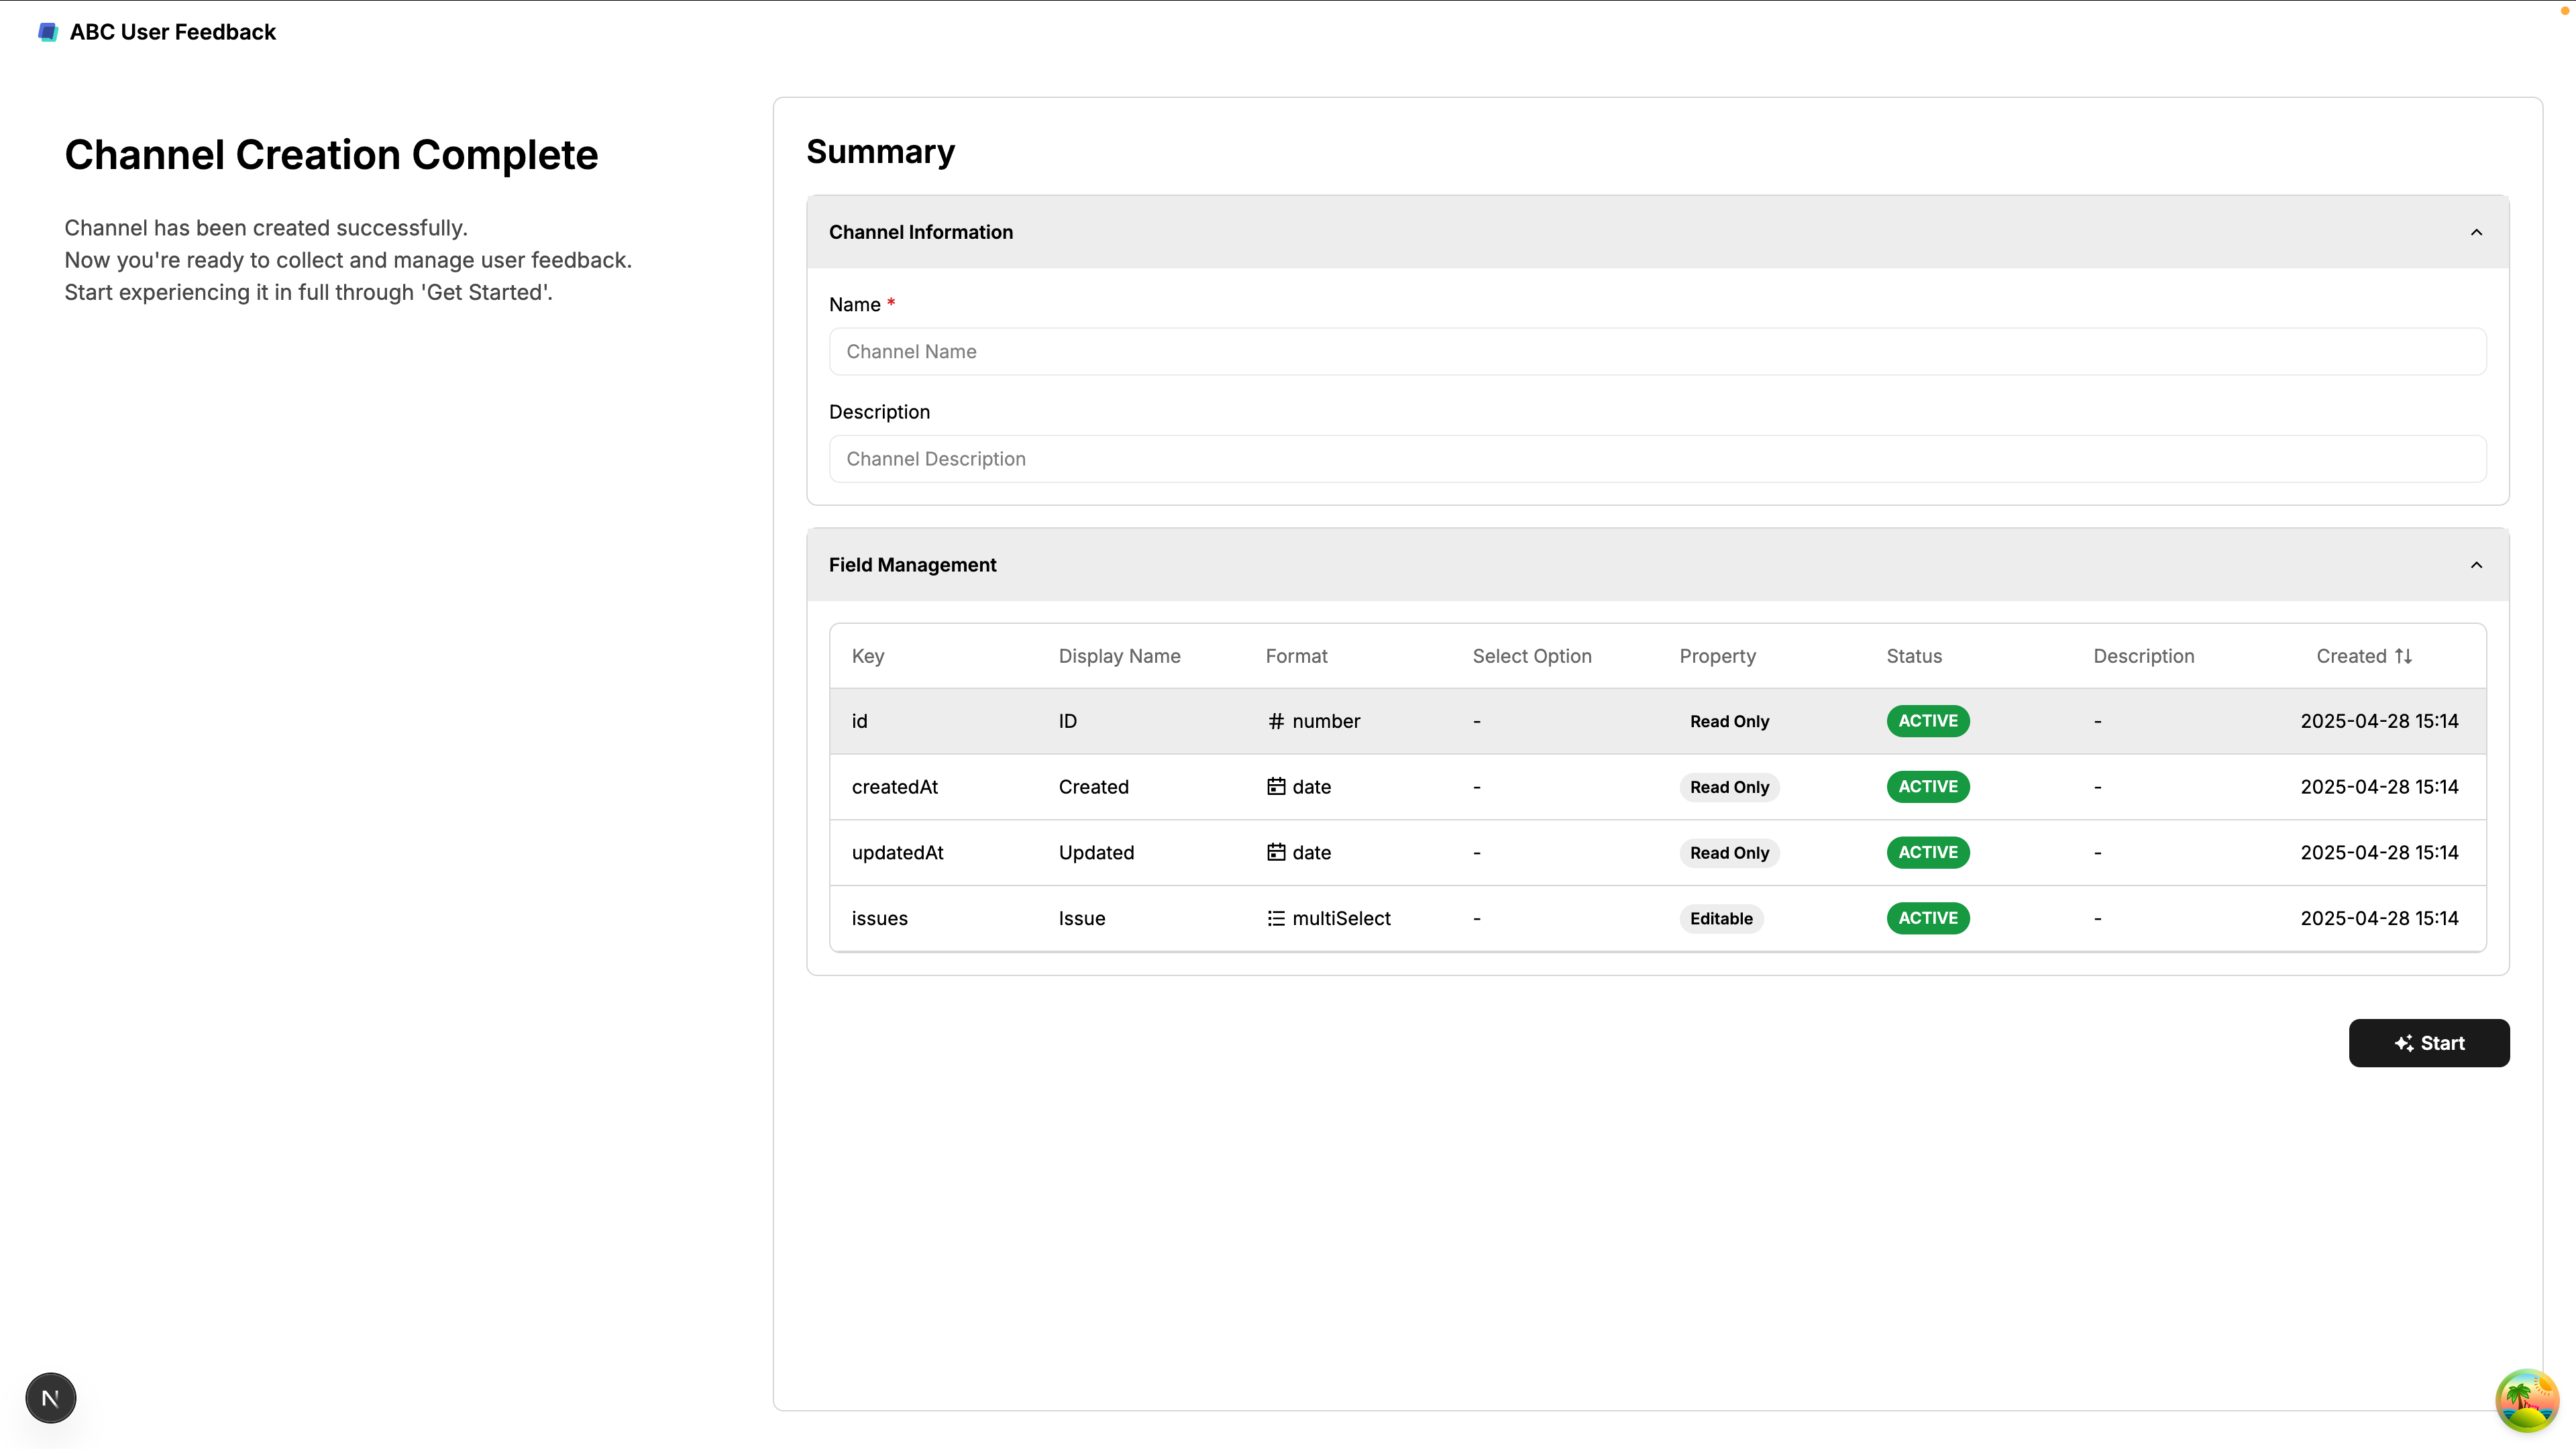 ABC User Feedback
Channel Creation Complete
Channel has been created successfully.
Now you're ready to collect and manage user feedback.
Start experiencing it in full through 'Get Started'.
Summary
Channel Information
Name *
Channel Name
Description
Channel Description
Field Management
Key Display Name Format Select Option Property Status Description Created
id ID number - Read Only ACTIVE - 2025-04-28 15:14
createdAt Created date - Read Only ACTIVE - 2025-04-28 15:14
updatedAt Updated date - Read Only ACTIVE - 2025-04-28 15:14
issues Issue multiSelect - Editable ACTIVE - 2025-04-28 15:14
Start
N